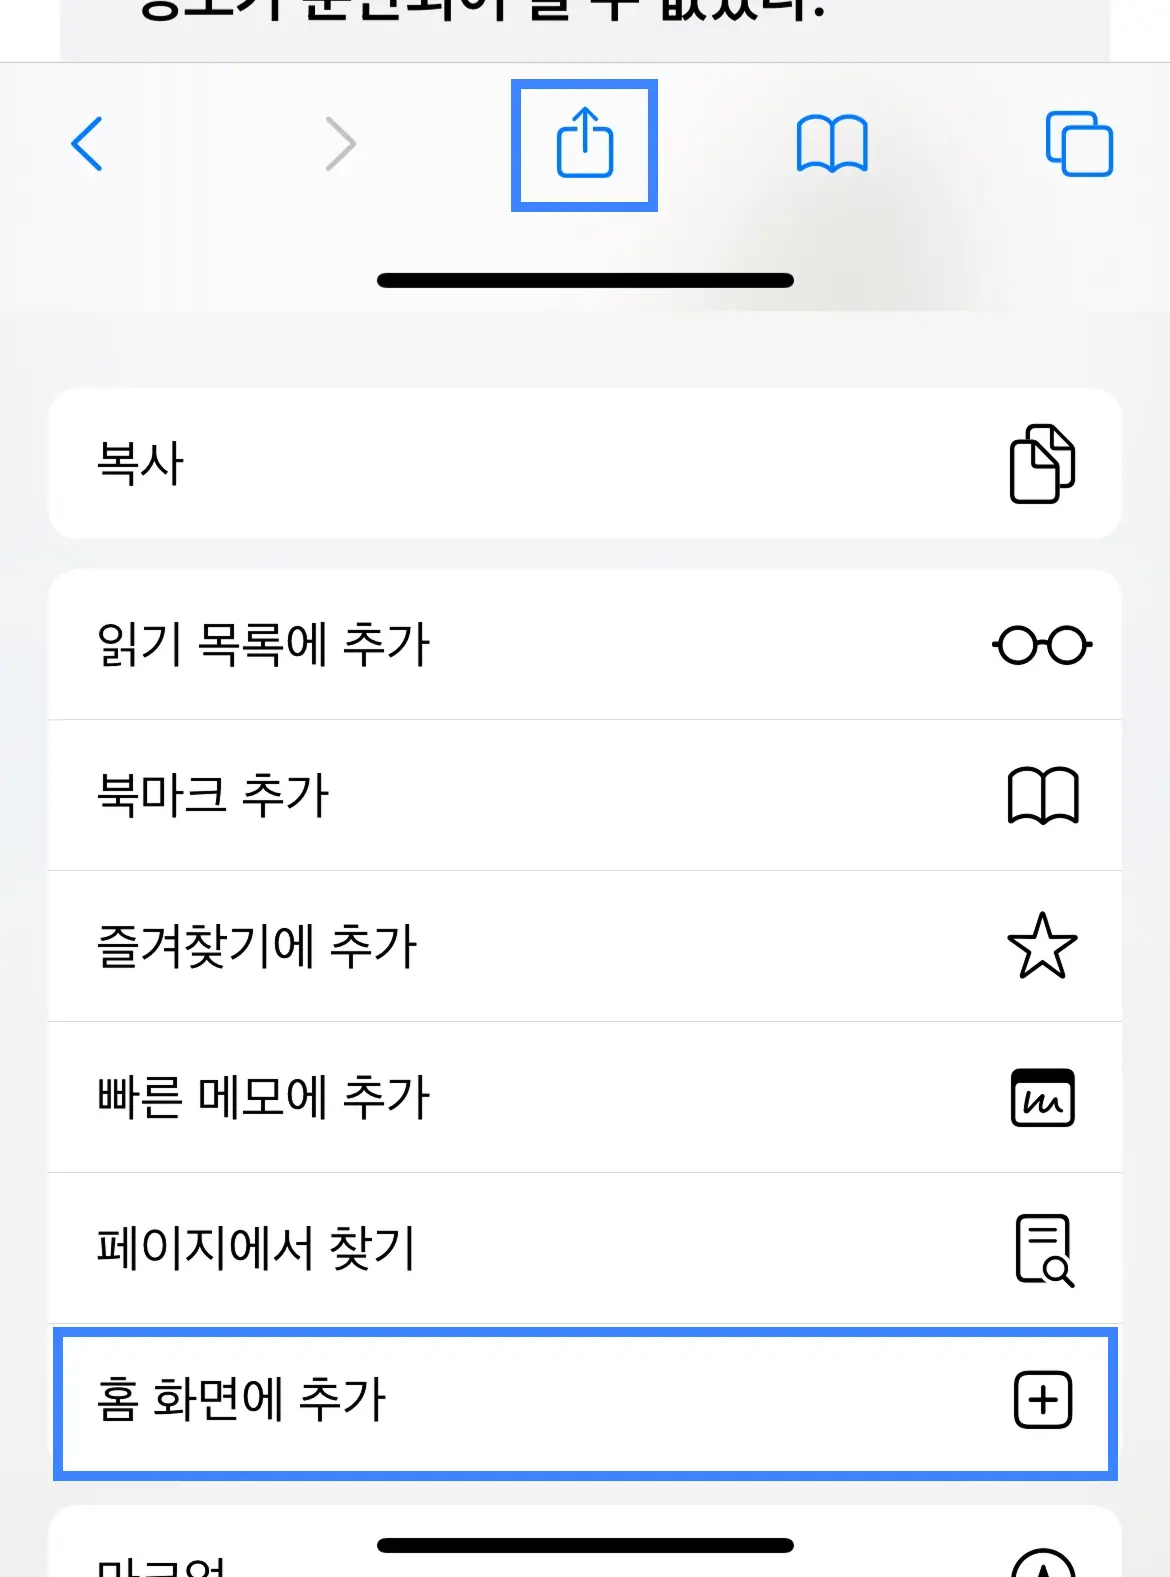 복사
읽기 목록에 추가
북마크 추가
즐겨찾기에 추가
빠른 메모에 추가
페이지에서 찾기
홈 화면에 추가